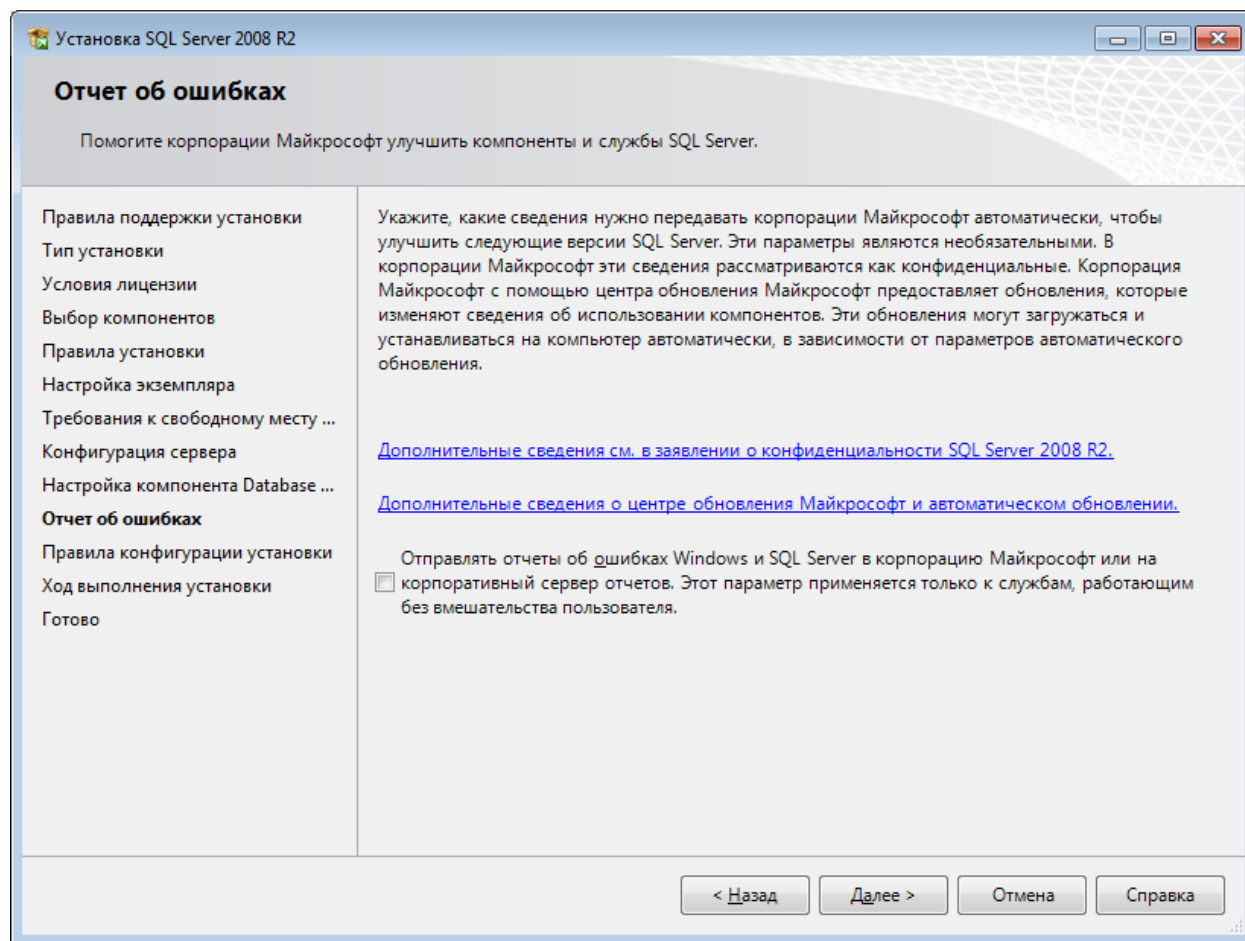 Установка SQL Server 2008 R2
Отчет об ошибках
Помогите корпорации Майкрософт улучшить компоненты и службы SQL Server.
Правила поддержки установки
Тип установки
Условия лицензии
Выбор компонентов
Правила установки
Настройка экземпляра
Требования к свободному месту ...
Конфигурация сервера
Настройка компонента Database ...
Отчет об ошибках
Правила конфигурации установки
Ход выполнения установки
Готово
Укажите, какие сведения нужно передавать корпорации Майкрософт автоматически, чтобы
улучшить следующие версии SQL Server. Эти параметры являются необязательными. В
корпорации Майкрософт эти сведения рассматриваются как конфиденциальные. Корпорация
Майкрософт с помощью центра обновления Майкрософт предоставляет обновления, которые
изменяют сведения об использовании компонентов. Эти обновления могут загружаться и
устанавливаться на компьютер автоматически, в зависимости от параметров автоматического
обновления.
Дополнительные сведения см. в заявлении о конфиденциальности SQL Server 2008 R2.
Дополнительные сведения о центре обновления Майкрософт и автоматическом обновлении.
Отправлять отчеты об ошибках Windows и SQL Server в корпорацию Майкрософт или на
корпоративный сервер отчетов. Этот параметр применяется только к службам, работающим
без вмешательства пользователя.
< Назад
Далее >
Отмена
Справка